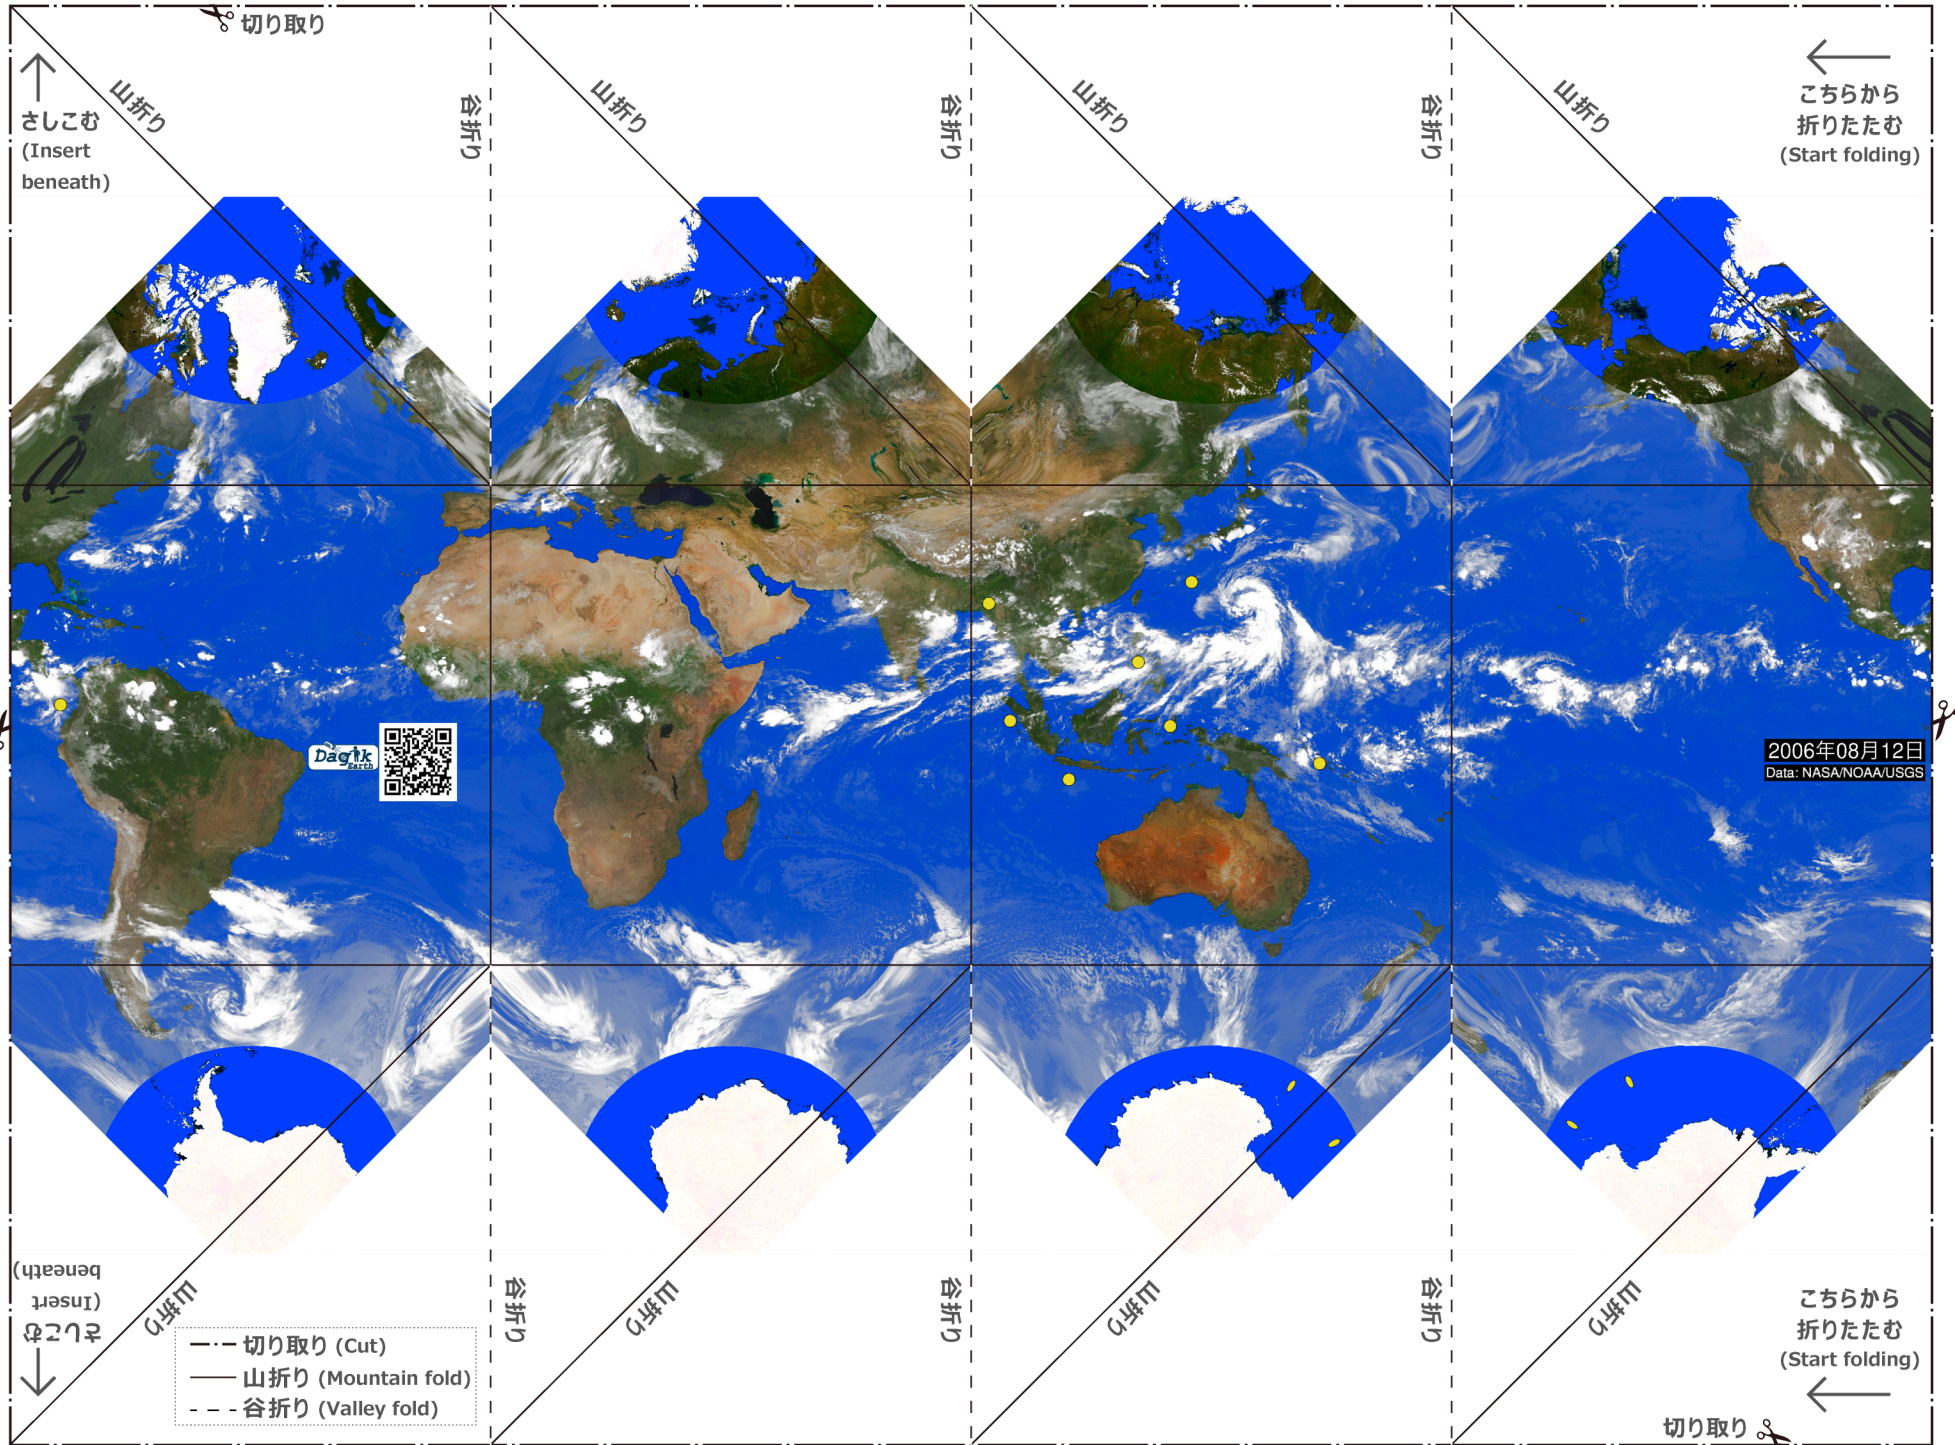 切り取り
さしこむ
(Insert
beneath)
山折り
谷折り
山折り
谷折り
山折り
谷折り
山折り
こちらから
折りたたむ
(Start folding)
Dagik
Earth
2006年08月12日
Data: NASA/NOAA/USGS
さしこむ
(Insert
beneath)
山折り
谷折り
山折り
谷折り
山折り
谷折り
山折り
こちらから
折りたたむ
(Start folding)
切り取り (Cut)
山折り (Mountain fold)
谷折り (Valley fold)
切り取り